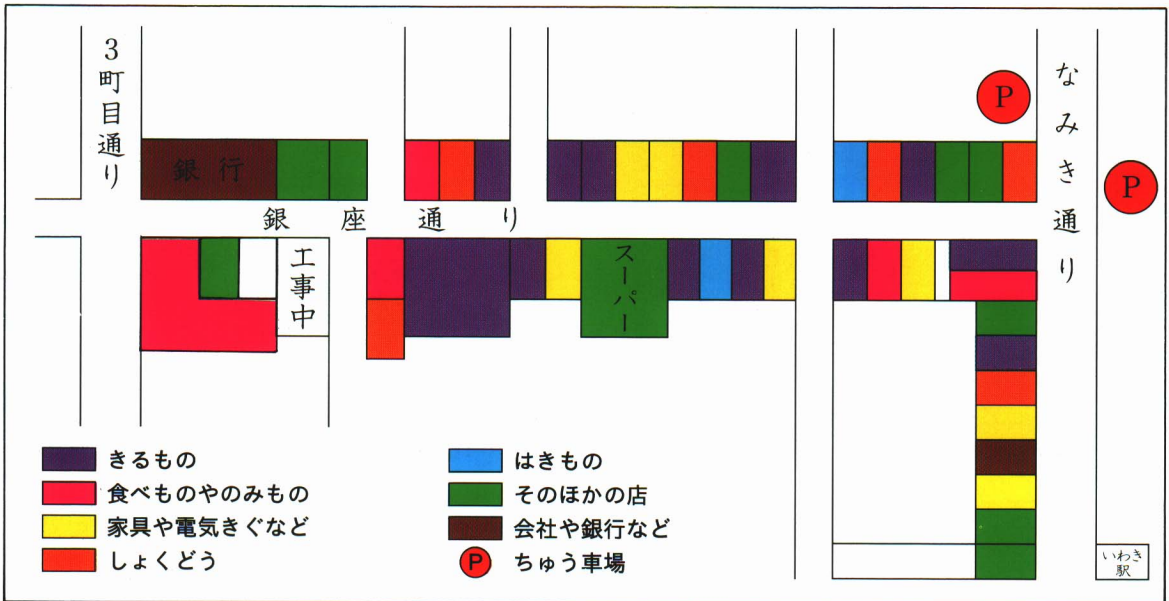 3町目通り
なみき通り
P
P
銀行
銀座通り
工事中
スーパー
きるもの
食べものやのみもの
家具や電気きぐなど
しょくどう
はきもの
そのほかの店
会社や銀行など
P ちゅう車場
いわき
駅